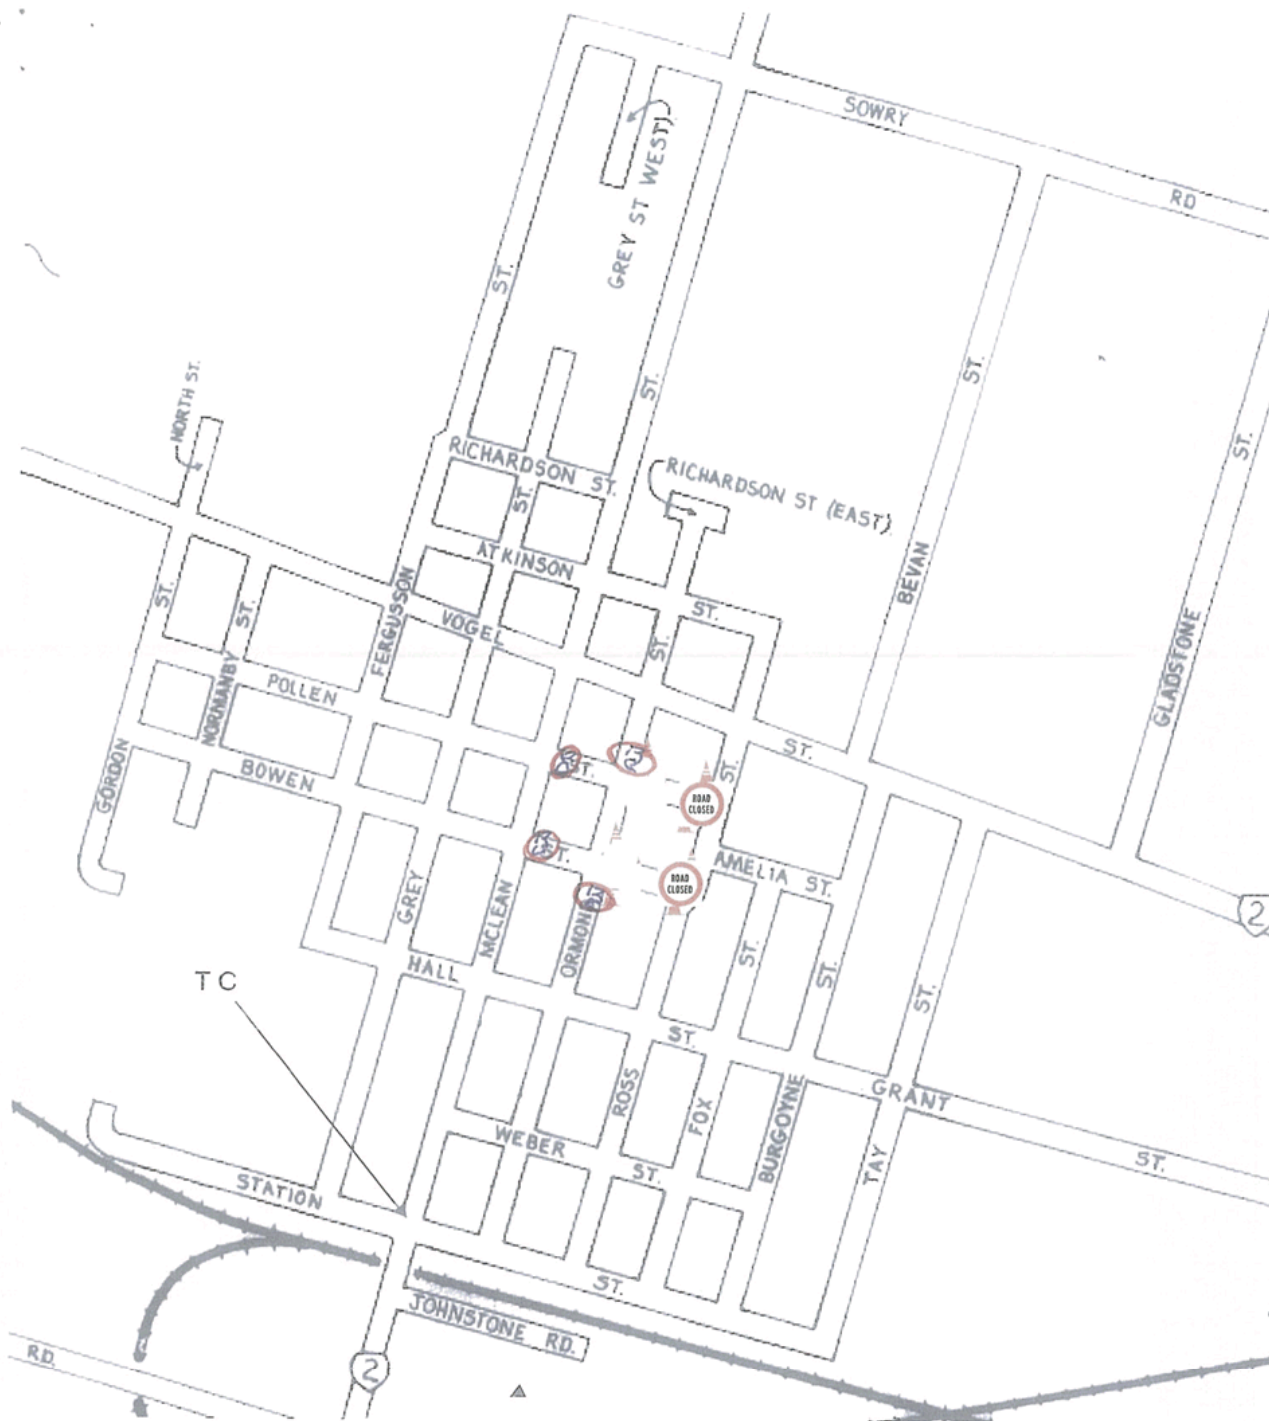 SOWRY
RD
GREY ST WEST)
ST.
NORTH ST.
ST.
ST.
RICHARDSON ST.
ST.
RICHARDSON ST (EAST)
ST.
ATKINSON
ST.
BEVAN
ST.
ST.
FERGUSSON
VOGEL
ST.
GLADSTONE
NORMANBY
POLLEN
ST.
GORDON
BOWEN
ST.
ST.
ROAD
CLOSED
AMELIA ST.
ROAD
CLOSED
GREY
MCLEAN
ORMON
ST.
ST.
ST.
2
HALL
TC
ST.
ROSS
FOX
BURGOYNE
GRANT
ST.
WEBER
ST.
TAY
STATION
ST.
JOHNSTONE RD.
RD.
2